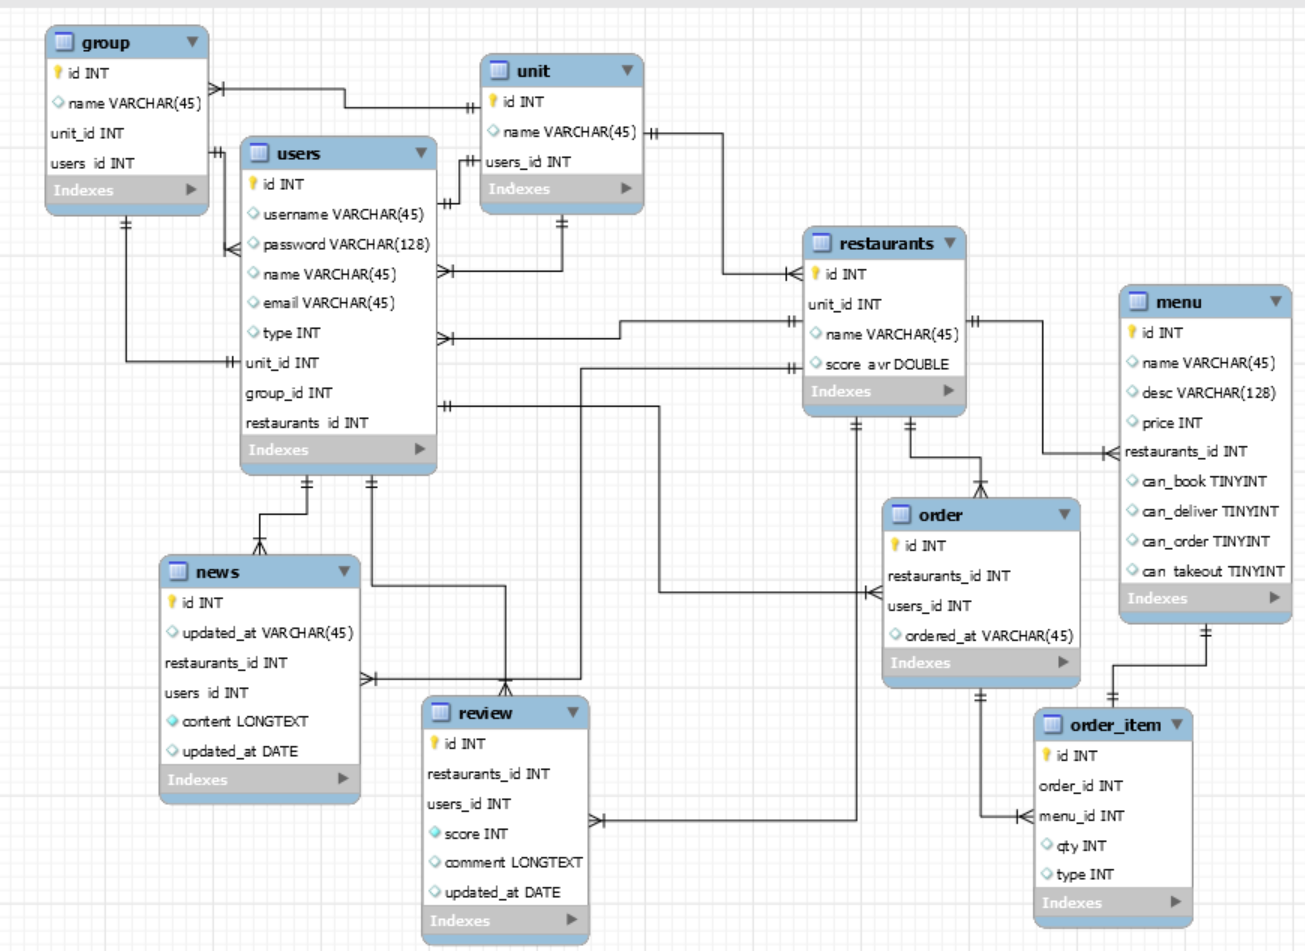 group
id INT
name VARCHAR(45)
unit_id INT
users_id INT
Indexes
unit
id INT
name VARCHAR(45)
users_id INT
Indexes
users
id INT
username VARCHAR(45)
password VARCHAR(128)
name VARCHAR(45)
email VARCHAR(45)
type INT
unit_id INT
group_id INT
restaurants_id INT
Indexes
restaurants
id INT
unit_id INT
name VARCHAR(45)
score_avr DOUBLE
Indexes
menu
id INT
name VARCHAR(45)
desc VARCHAR(128)
price INT
restaurants_id INT
can_book TINYINT
can_deliver TINYINT
can_order TINYINT
can_takeout TINYINT
Indexes
order
id INT
restaurants_id INT
users_id INT
ordered_at VARCHAR(45)
Indexes
news
id INT
updated_at VARCHAR(45)
restaurants_id INT
users_id INT
content LONGTEXT
updated_at DATE
Indexes
review
id INT
restaurants_id INT
users_id INT
score INT
comment LONGTEXT
updated_at DATE
Indexes
order_item
id INT
order_id INT
menu_id INT
qty INT
type INT
Indexes